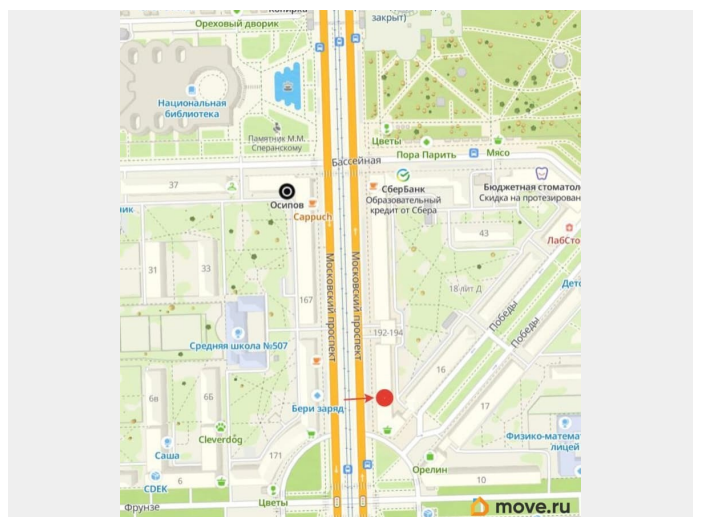 Ореховый дворик
закрыт)
Национальная
библиотека
Памятник М.М.
Сперанскому
Цветы
Пора Парить
Мясо
Бассейная
37
Осипов
Cappuch
СберБанк
Образовательный
кредит от Сбера
Бюджетная стоматол
Скидка на протезирован
ик
43
ЛабСто
31
33
Московский проспект
Московский проспект
18 лит Д
Детс
167
192-194
Победы
Победы
Средняя школа №507
16
6в
6Б
Бери заряд
17
Cleverdog
Саша
171
Физико-матема
лицей
Орелин
CDEK
6
10
Цветы
Фрунзе
move.ru